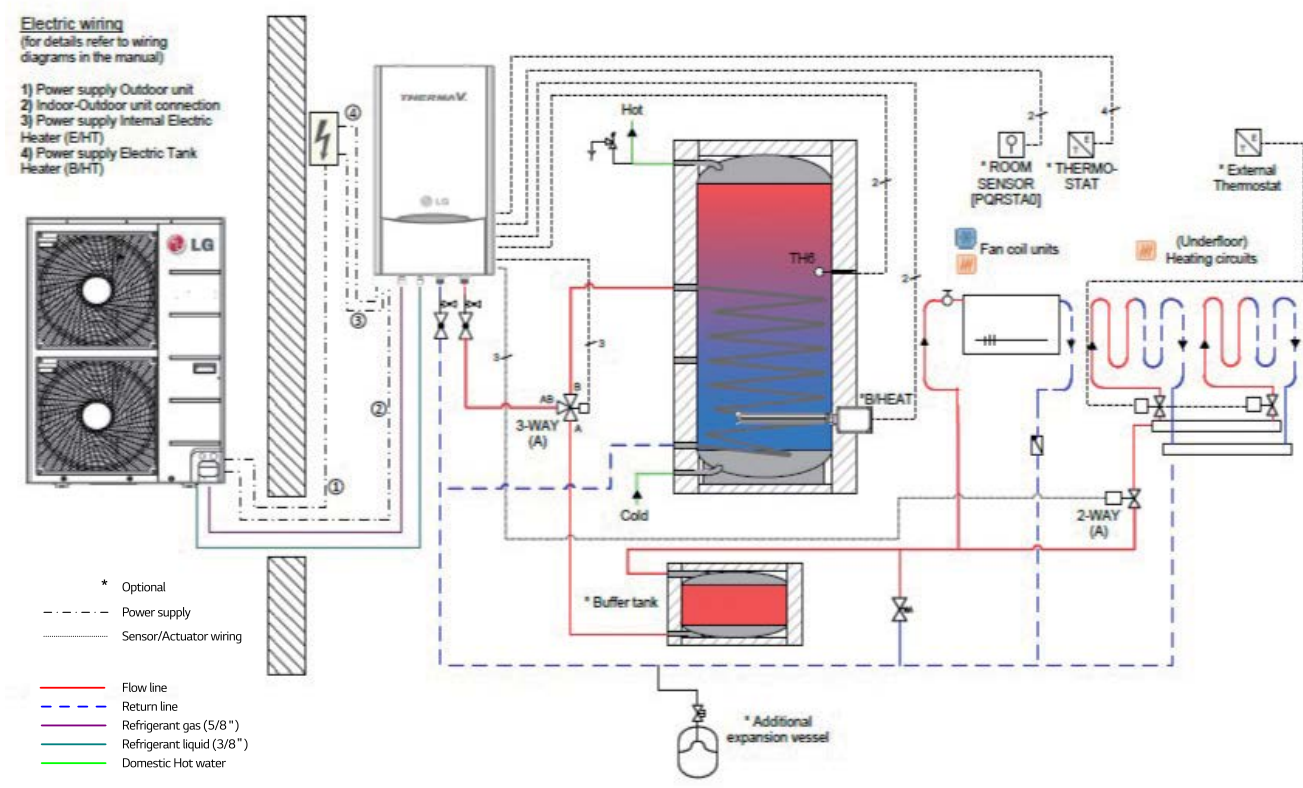 Electric wiring
(for details refer to wiring
diagrams in the manual)
1) Power supply Outdoor unit
2) Indoor-Outdoor unit connection
3) Power supply Internal Electric
Heater (E/HT)
4) Power supply Electric Tank
Heater (B/HT)
THERMA V.
LG
LG
④
③
②
①
Hot
TH6
*B/HEAT
Cold
2
2
2
4
3
3
AB
B
A
3-WAY
(A)
* ROOM
SENSOR
[PQRSTA0]
* THERMO-
STAT
T E
* External
Thermostat
T E
Fan coil units
(Underfloor)
Heating circuits
2-WAY
(A)
* Buffer tank
* Additional
expansion vessel
* Optional
Power supply
Sensor/Actuator wiring
Flow line
Return line
Refrigerant gas (5/8")
Refrigerant liquid (3/8")
Domestic Hot water